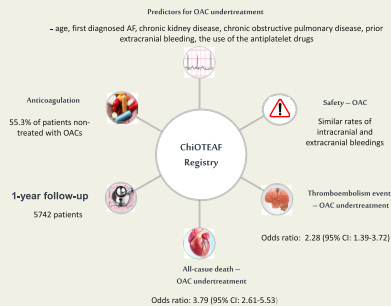 Predictors for OAC undertreatment
- age, first diagnosed AF, chronic kidney disease, chronic obstructive pulmonary disease, prior
extracranial bleeding, the use of the antiplatelet drugs
Anticoagulation
55.3% of patients non-
treated with OACs
Safety – OAC
Similar rates of
intracranial and
extracranial bleedings
ChiOTEAF
Registry
1-year follow-up
5742 patients
Thromboembolism event
– OAC undertreatment
Odds ratio: 2.28 (95% CI: 1.39-3.72)
All-casue death –
OAC undertreatment
Odds ratio: 3.79 (95% CI: 2.61-5.53)